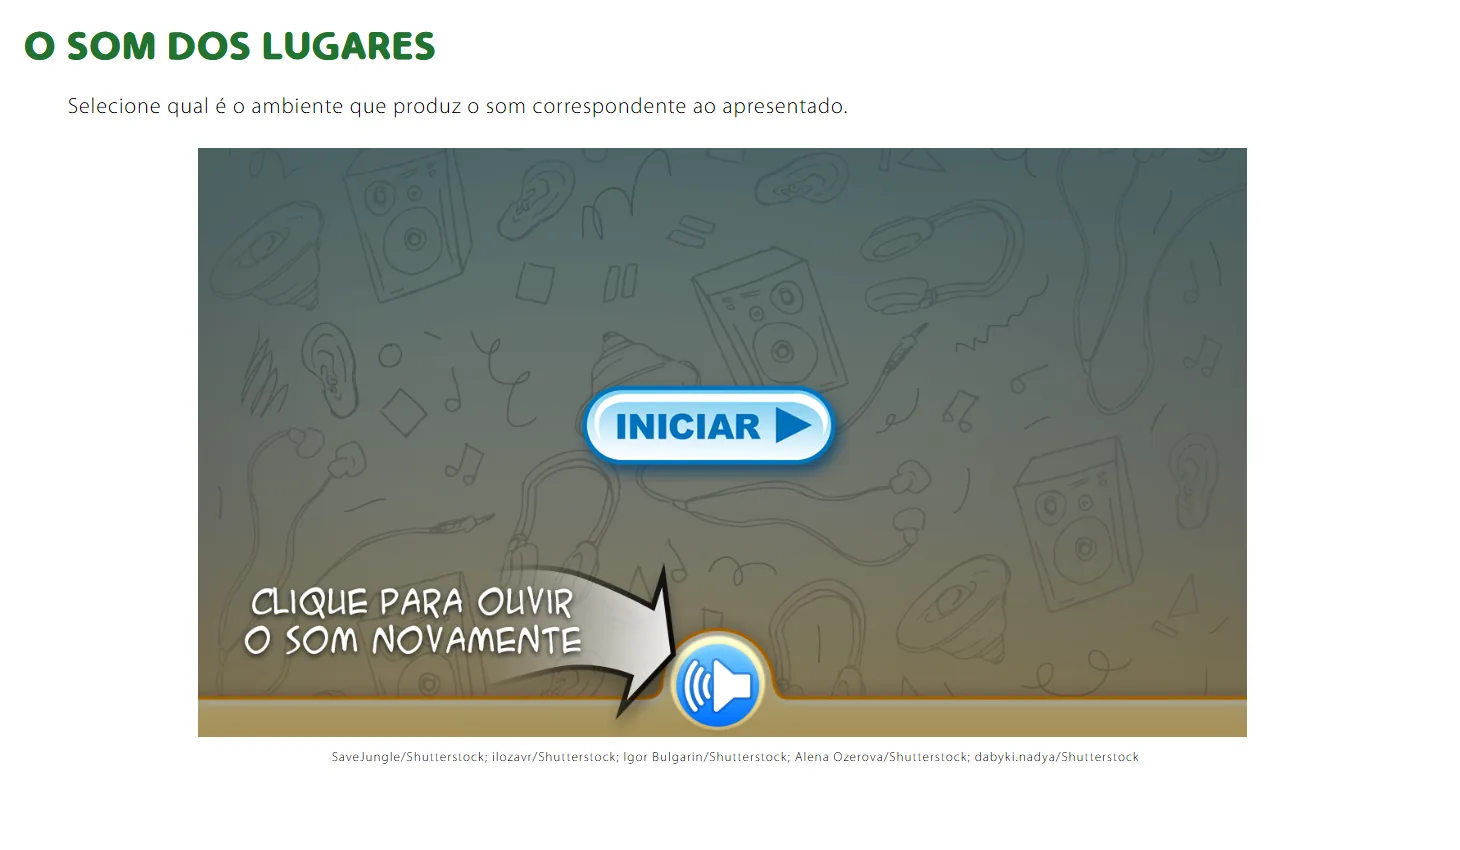 O SOM DOS LUGARES
Selecione qual é o ambiente que produz o som correspondente ao apresentado.
INICIAR
CLIQUE PARA OUVIR
O SOM NOVAMENTE
SaveJungle/Shutterstock; ilozavr/Shutterstock; Igor Bulgarin/Shutterstock; Alena Ozerova/Shutterstock; dabyki.nadya/Shutterstock